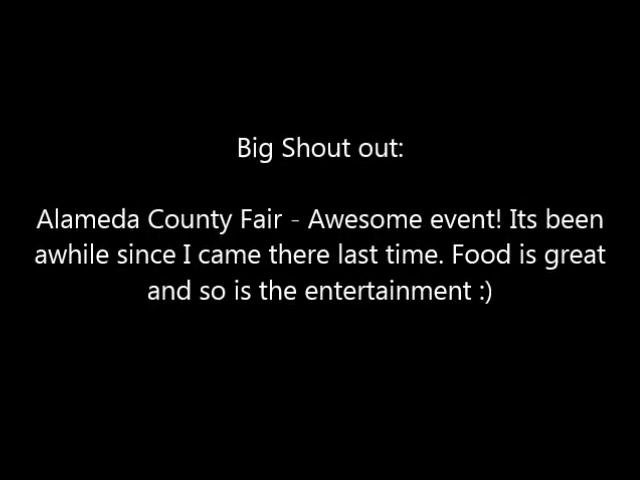 Big Shout out:
Alameda County Fair - Awesome event! Its been
awhile since I came there last time. Food is great
and so is the entertainment :)